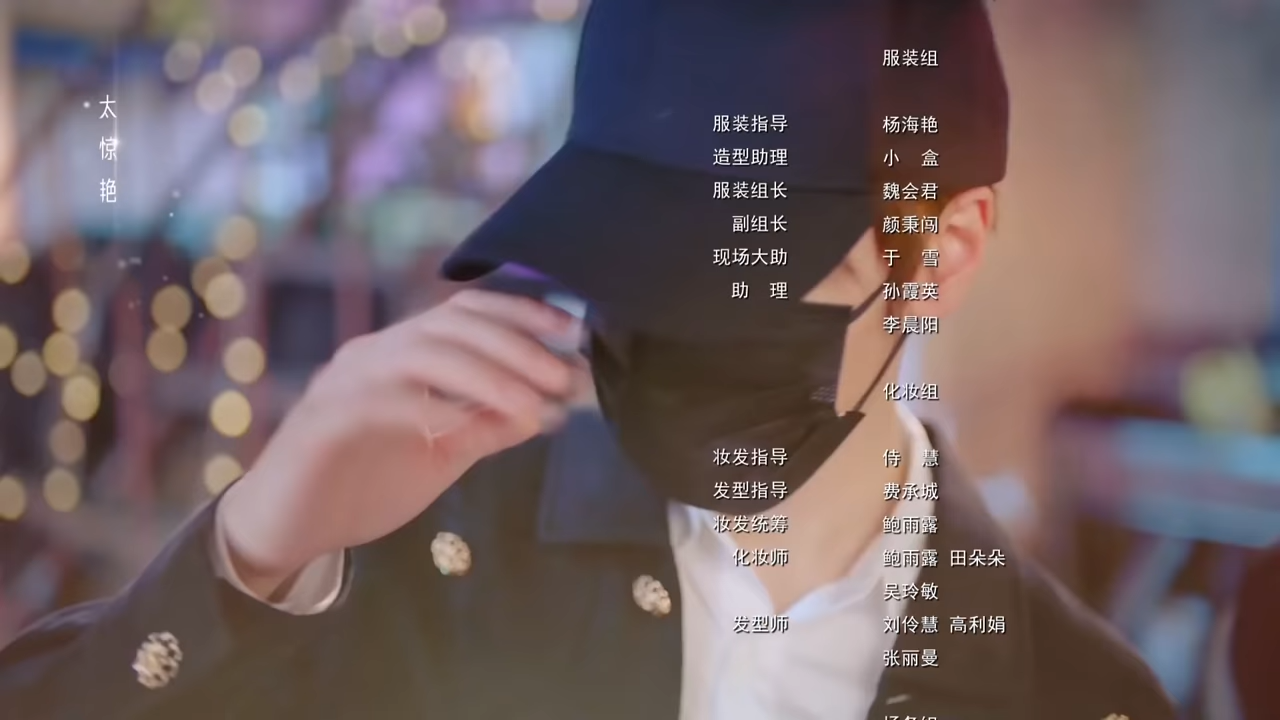 太惊艳
服装组
服装指导 杨海艳
造型助理 小 盒
服装组长 魏会君
副组长 颜秉闯
现场大助 于 雪
助 理 孙霞英
李晨阳
化妆组
妆发指导 侍 慧
发型指导 费承城
妆发统筹 鲍雨露
化妆师 鲍雨露 田朵朵
吴玲敏
发型师 刘伶慧 高利娟
张丽曼